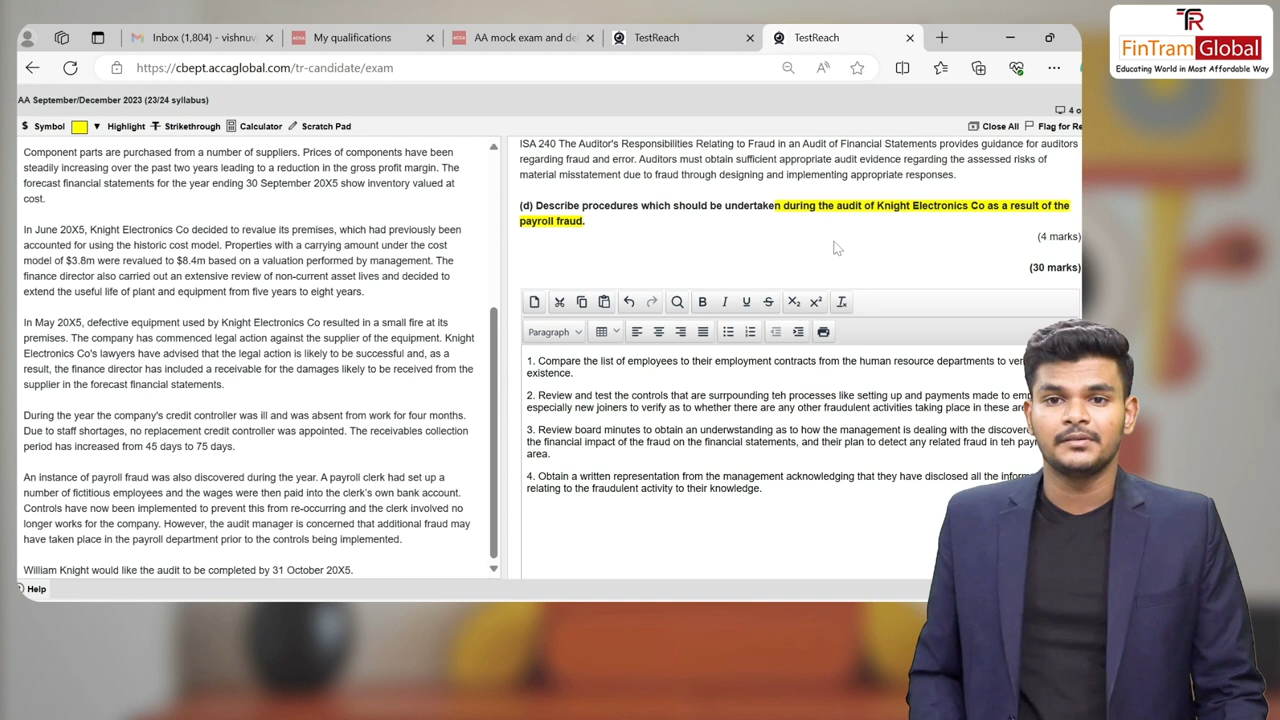 TR
FinTram Global
Educating World in Most Affordable Way
Inbox (1,804) - vishnuv
My qualifications
AA mock exam and de
TestReach
TestReach
https://cbept.accaglobal.com/tr-candidate/exam
AA September/December 2023 (23/24 syllabus)
4 o
$ Symbol Highlight Strikethrough Calculator Scratch Pad
Close All Flag for Re
Component parts are purchased from a number of suppliers. Prices of components have been
steadily increasing over the past two years leading to a reduction in the gross profit margin. The
forecast financial statements for the year ending 30 September 20X5 show inventory valued at
cost.
In June 20X5, Knight Electronics Co decided to revalue its premises, which had previously been
accounted for using the historic cost model. Properties with a carrying amount under the cost
model of $3.8m were revalued to $8.4m based on a valuation performed by management. The
finance director also carried out an extensive review of non-current asset lives and decided to
extend the useful life of plant and equipment from five years to eight years.
In May 20X5, defective equipment used by Knight Electronics Co resulted in a small fire at its
premises. The company has commenced legal action against the supplier of the equipment. Knight
Electronics Co's lawyers have advised that the legal action is likely to be successful and, as a
result, the finance director has included a receivable for the damages likely to be received from the
supplier in the forecast financial statements.
During the year the company's credit controller was ill and was absent from work for four months.
Due to staff shortages, no replacement credit controller was appointed. The receivables collection
period has increased from 45 days to 75 days.
An instance of payroll fraud was also discovered during the year. A payroll clerk had set up a
number of fictitious employees and the wages were then paid into the clerk's own bank account.
Controls have now been implemented to prevent this from re-occurring and the clerk involved no
longer works for the company. However, the audit manager is concerned that additional fraud may
have taken place in the payroll department prior to the controls being implemented.
William Knight would like the audit to be completed by 31 October 20X5.
Help
ISA 240 The Auditor's Responsibilities Relating to Fraud in an Audit of Financial Statements provides guidance for auditors
regarding fraud and error. Auditors must obtain sufficient appropriate audit evidence regarding the assessed risks of
material misstatement due to fraud through designing and implementing appropriate responses.
(d) Describe procedures which should be undertaken during the audit of Knight Electronics Co as a result of the
payroll fraud.
(4 marks)
(30 marks)
B I U S X₂ X² Tx
Paragraph
1. Compare the list of employees to their employment contracts from the human resource departments to ver
existence.
2. Review and test the controls that are surrpounding teh processes like setting up and payments made to em
especially new joiners to verify as to whether there are any other fraudulent activities taking place in these are
3. Review board minutes to obtain an understanding as to how the management is dealing with the discover
the financial impact of the fraud on the financial statements, and their plan to detect any related fraud in teh payr
area.
4. Obtain a written representation from the management acknowledging that they have disclosed all the inform
relating to the fraudulent activity to their knowledge.